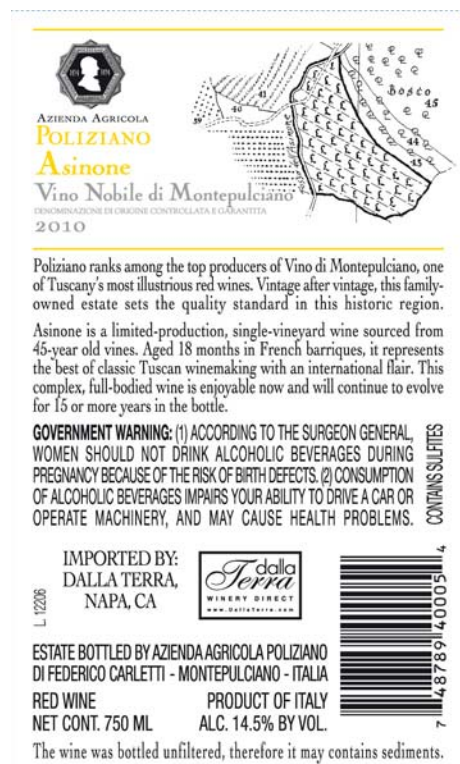 AZIENDA AGRICOLA
POLIZIANO
Asinone
Vino Nobile di Montepulciano
DENOMINAZIONE DI ORIGINE CONTROLLATA E GARANTITA
2010
39
40
41
Bosco
45
44
43
Poliziano ranks among the top producers of Vino di Montepulciano, one
of Tuscany's most illustrious red wines. Vintage after vintage, this family-
owned estate sets the quality standard in this historic region.
Asinone is a limited-production, single-vineyard wine sourced from
45-year old vines. Aged 18 months in French barriques, it represents
the best of classic Tuscan winemaking with an international flair. This
complex, full-bodied wine is enjoyable now and will continue to evolve
for 15 or more years in the bottle.
GOVERNMENT WARNING: (1) ACCORDING TO THE SURGEON GENERAL,
WOMEN SHOULD NOT DRINK ALCOHOLIC BEVERAGES DURING
PREGNANCY BECAUSE OF THE RISK OF BIRTH DEFECTS. (2) CONSUMPTION
OF ALCOHOLIC BEVERAGES IMPAIRS YOUR ABILITY TO DRIVE A CAR OR
OPERATE MACHINERY, AND MAY CAUSE HEALTH PROBLEMS.
CONTAINS SULFITES
L 12206
IMPORTED BY:
DALLA TERRA,
NAPA, CA
dalla
Terra
WINERY DIRECT
www.DallaTerra.com
7 48789 40005 4
ESTATE BOTTLED BY AZIENDA AGRICOLA POLIZIANO
DI FEDERICO CARLETTI - MONTEPULCIANO - ITALIA
RED WINE PRODUCT OF ITALY
NET CONT. 750 ML ALC. 14.5% BY VOL.
The wine was bottled unfiltered, therefore it may contains sediments.